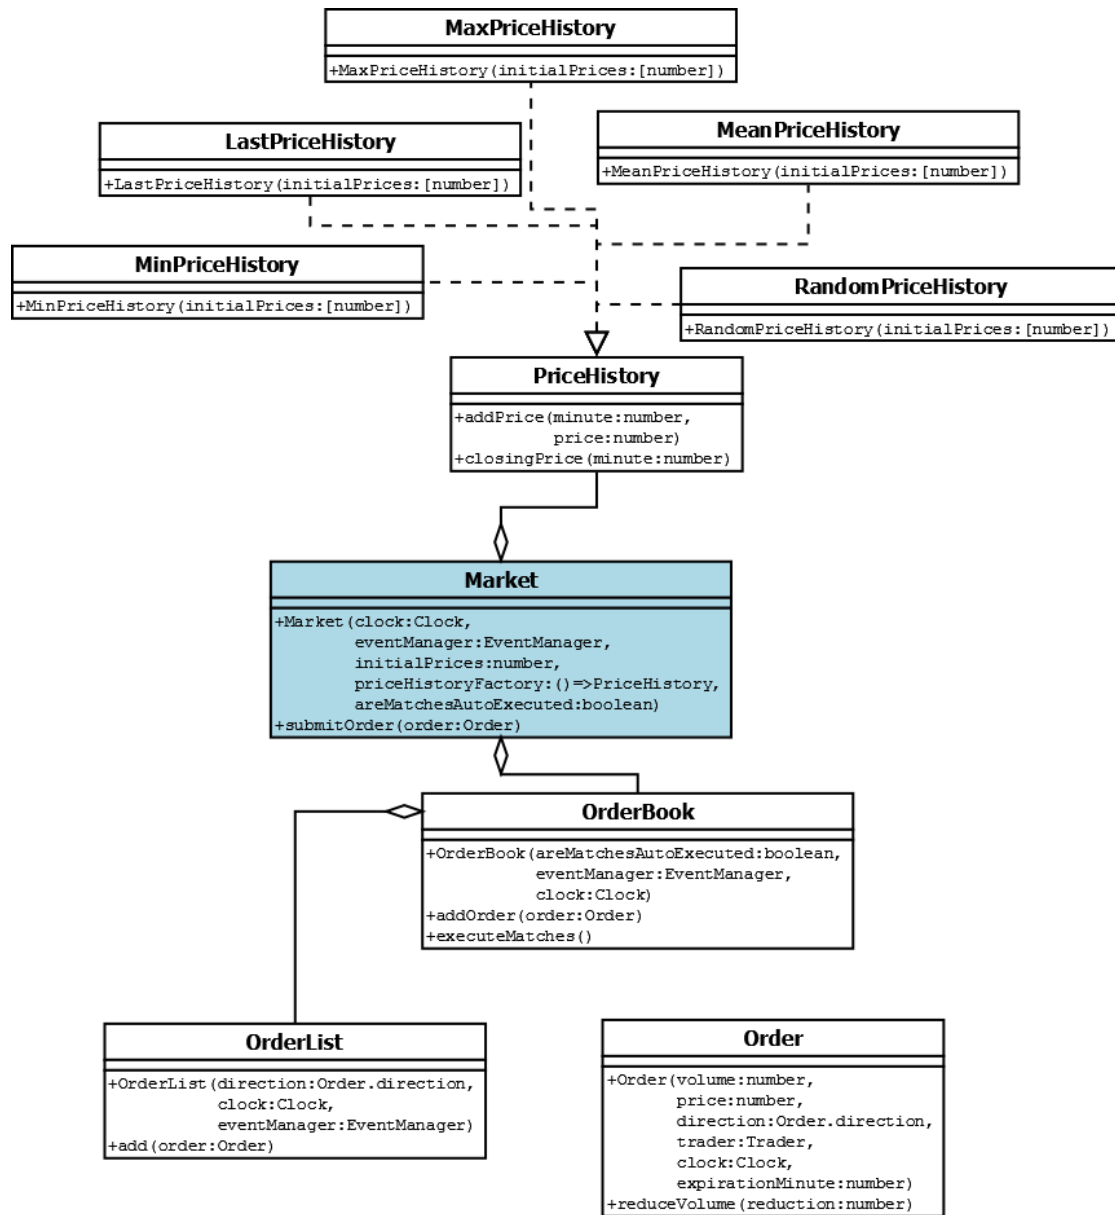 MaxPriceHistory
+MaxPriceHistory(initialPrices:[number])
LastPriceHistory
+LastPriceHistory(initialPrices:[number])
MeanPriceHistory
+MeanPriceHistory(initialPrices:[number])
MinPriceHistory
+MinPriceHistory(initialPrices:[number])
RandomPriceHistory
+RandomPriceHistory(initialPrices:[number])
PriceHistory
+addPrice(minute:number,
price:number)
+closingPrice(minute:number)
Market
+Market(clock:Clock,
eventManager:EventManager,
initialPrices:number,
priceHistoryFactory:()=>PriceHistory,
areMatchesAutoExecuted:boolean)
+submitOrder(order:Order)
OrderBook
+OrderBook(areMatchesAutoExecuted:boolean,
eventManager:EventManager,
clock:Clock)
+addOrder(order:Order)
+executeMatches()
OrderList
+OrderList(direction:Order.direction,
clock:Clock,
eventManager:EventManager)
+add(order:Order)
Order
+Order(volume:number,
price:number,
direction:Order.direction,
trader:Trader,
clock:Clock,
expirationMinute:number)
+reduceVolume(reduction:number)